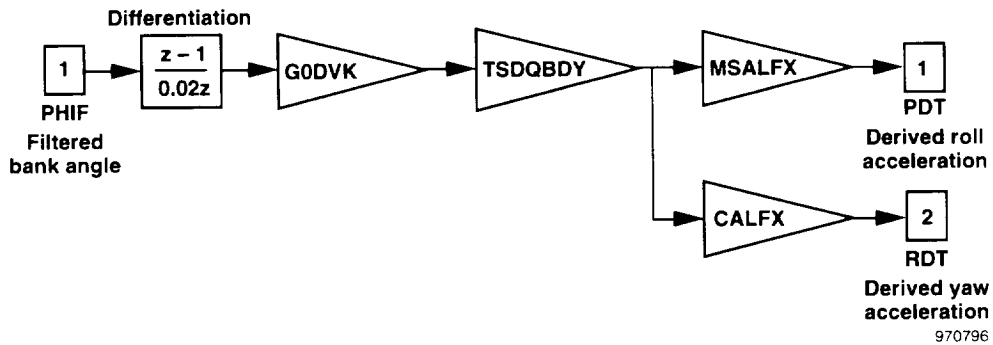 Differentiation
1
z – 1
0.02z
G0DVK
TSDQBDY
MSALFX
1
PHIF
Filtered
bank angle
PDT
Derived roll
acceleration
CALFX
2
RDT
Derived yaw
acceleration
970796